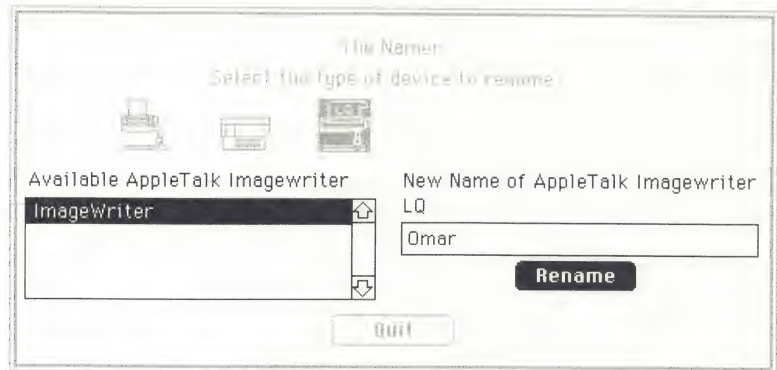 The Namer
Select the type of device to rename:
Available AppleTalk Imagewriter
ImageWriter
New Name of AppleTalk Imagewriter
LQ
Omar
Rename
Quit